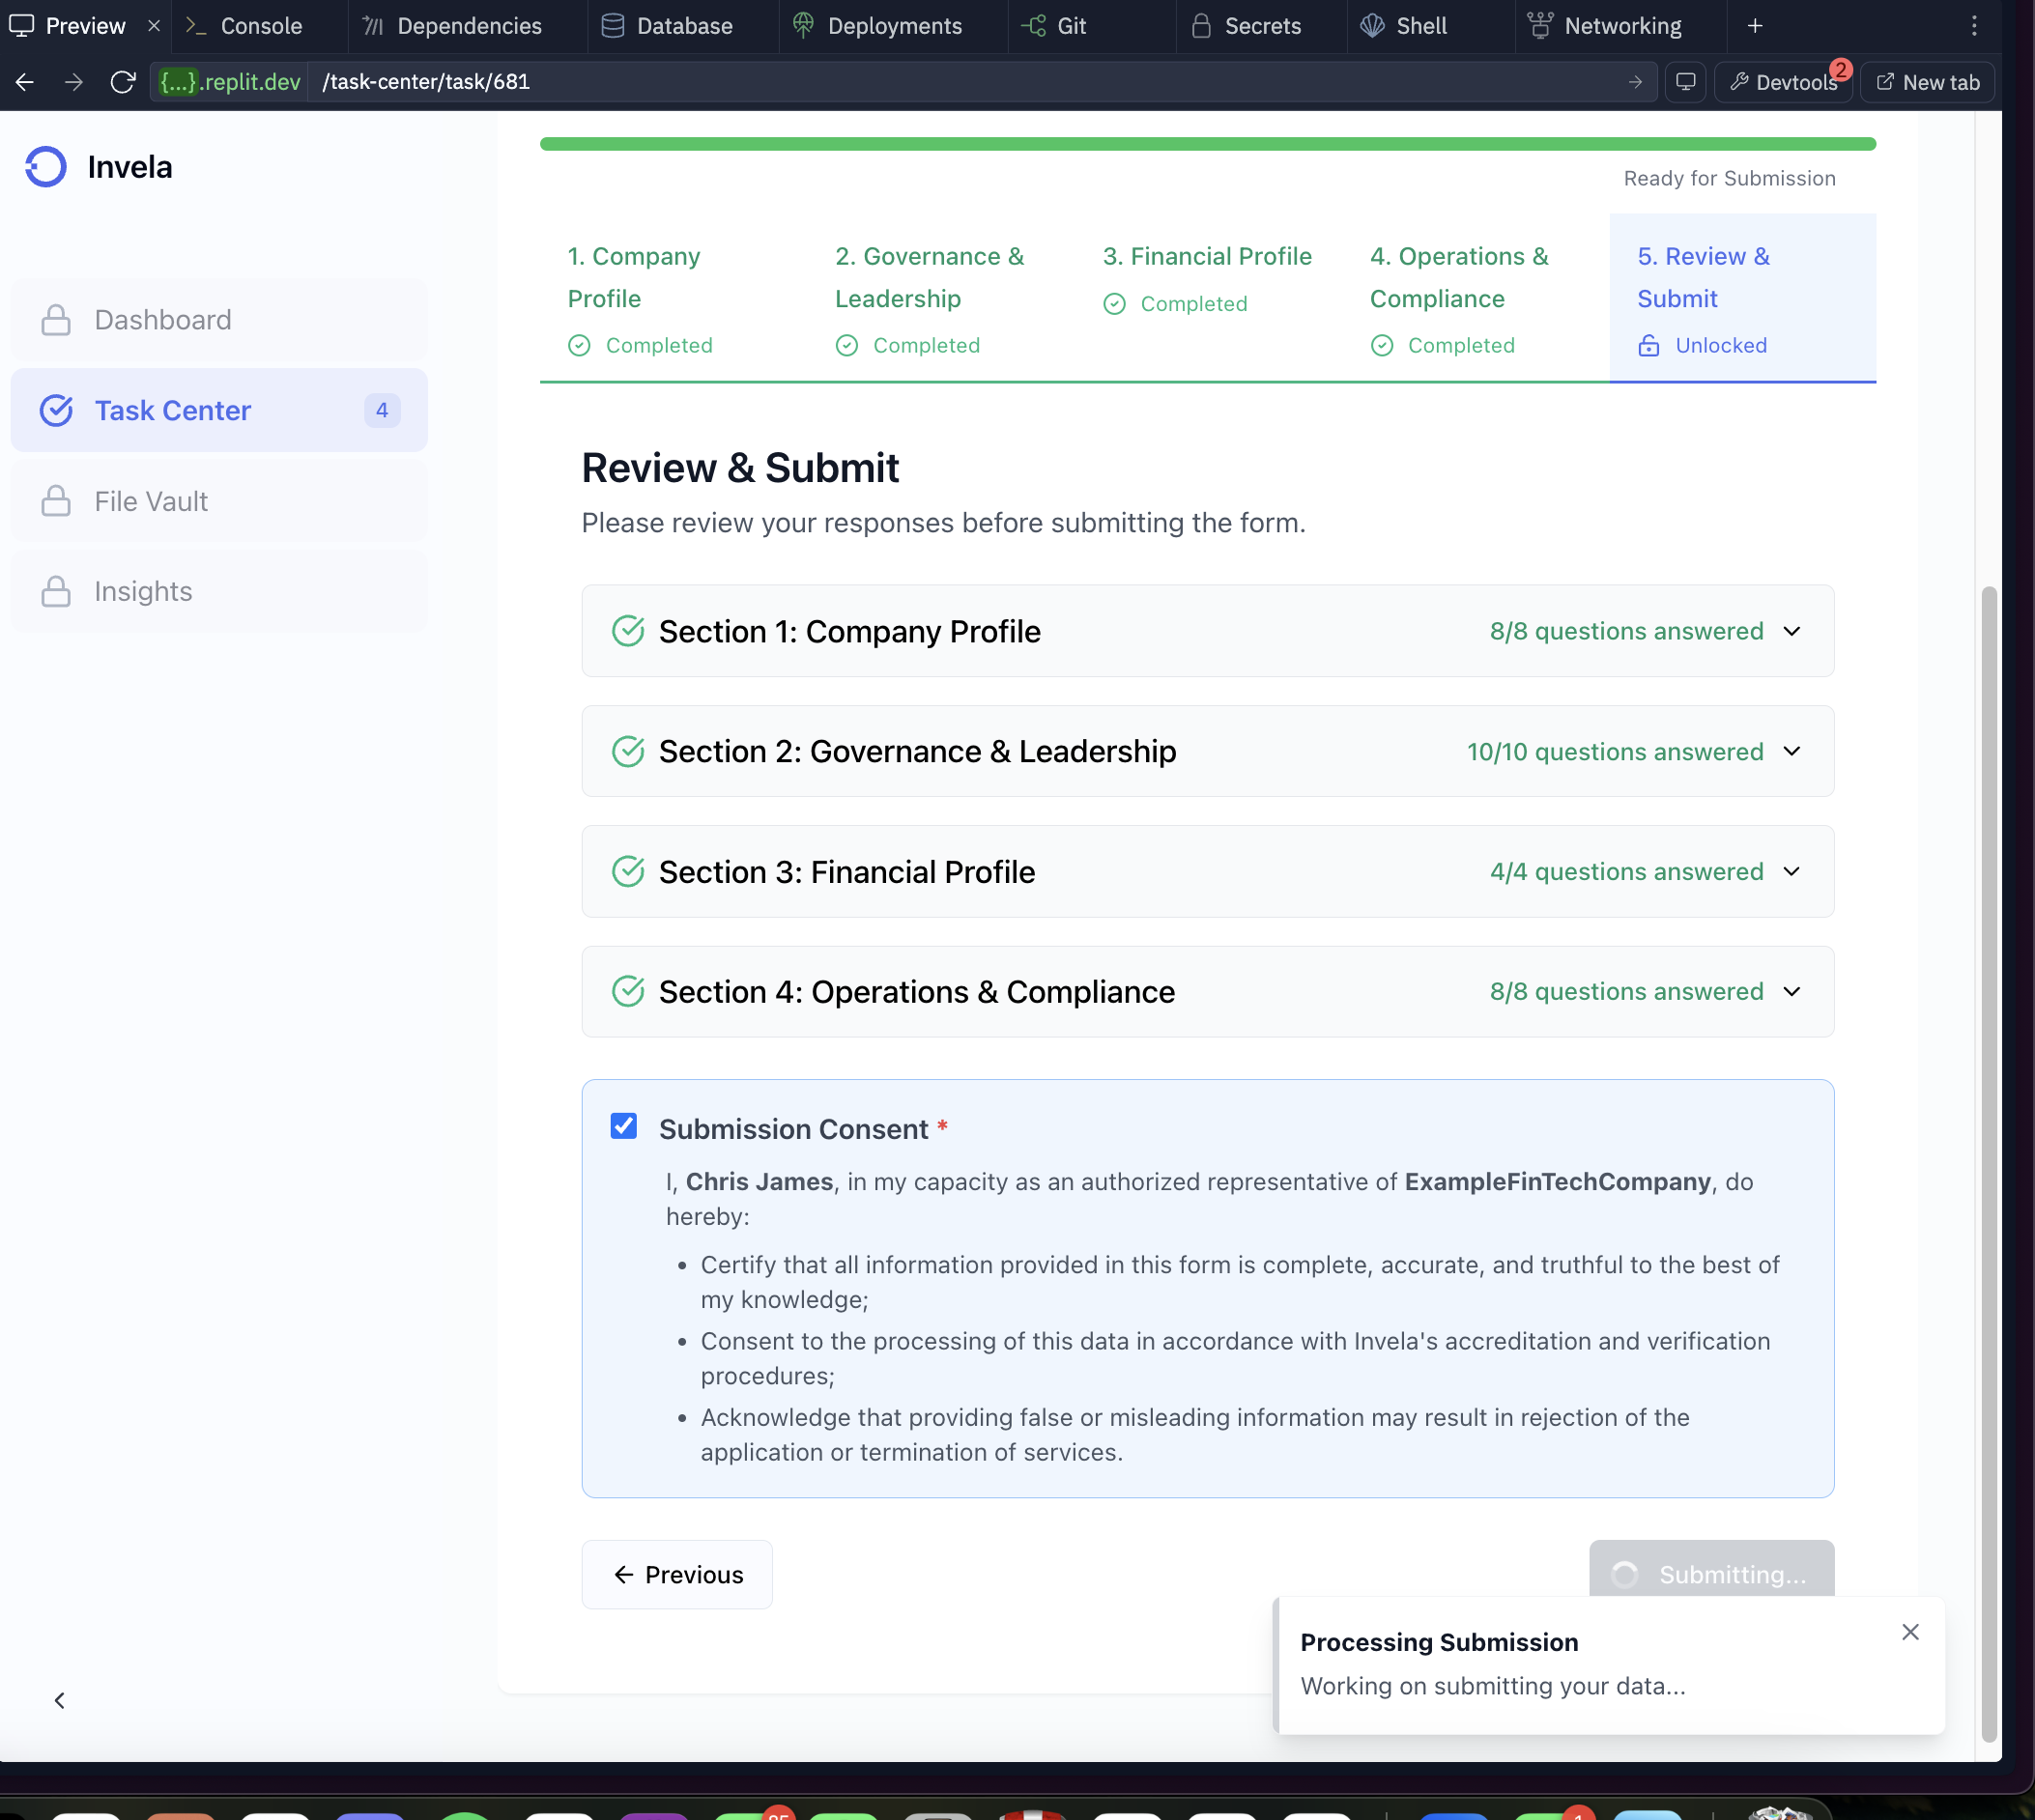 Preview
Console
Dependencies
Database
Deployments
Git
Secrets
Shell
Networking
{...}.replit.dev /task-center/task/681
Devtools 2
New tab
Invela
Dashboard
Task Center 4
File Vault
Insights
Ready for Submission
1. Company
Profile
Completed
2. Governance &
Leadership
Completed
3. Financial Profile
Completed
4. Operations &
Compliance
Completed
5. Review &
Submit
Unlocked
Review & Submit
Please review your responses before submitting the form.
Section 1: Company Profile 8/8 questions answered
Section 2: Governance & Leadership 10/10 questions answered
Section 3: Financial Profile 4/4 questions answered
Section 4: Operations & Compliance 8/8 questions answered
Submission Consent *
I, Chris James, in my capacity as an authorized representative of ExampleFinTechCompany, do
hereby:
• Certify that all information provided in this form is complete, accurate, and truthful to the best of
my knowledge;
• Consent to the processing of this data in accordance with Invela's accreditation and verification
procedures;
• Acknowledge that providing false or misleading information may result in rejection of the
application or termination of services.
Previous
Submitting...
Processing Submission
Working on submitting your data...